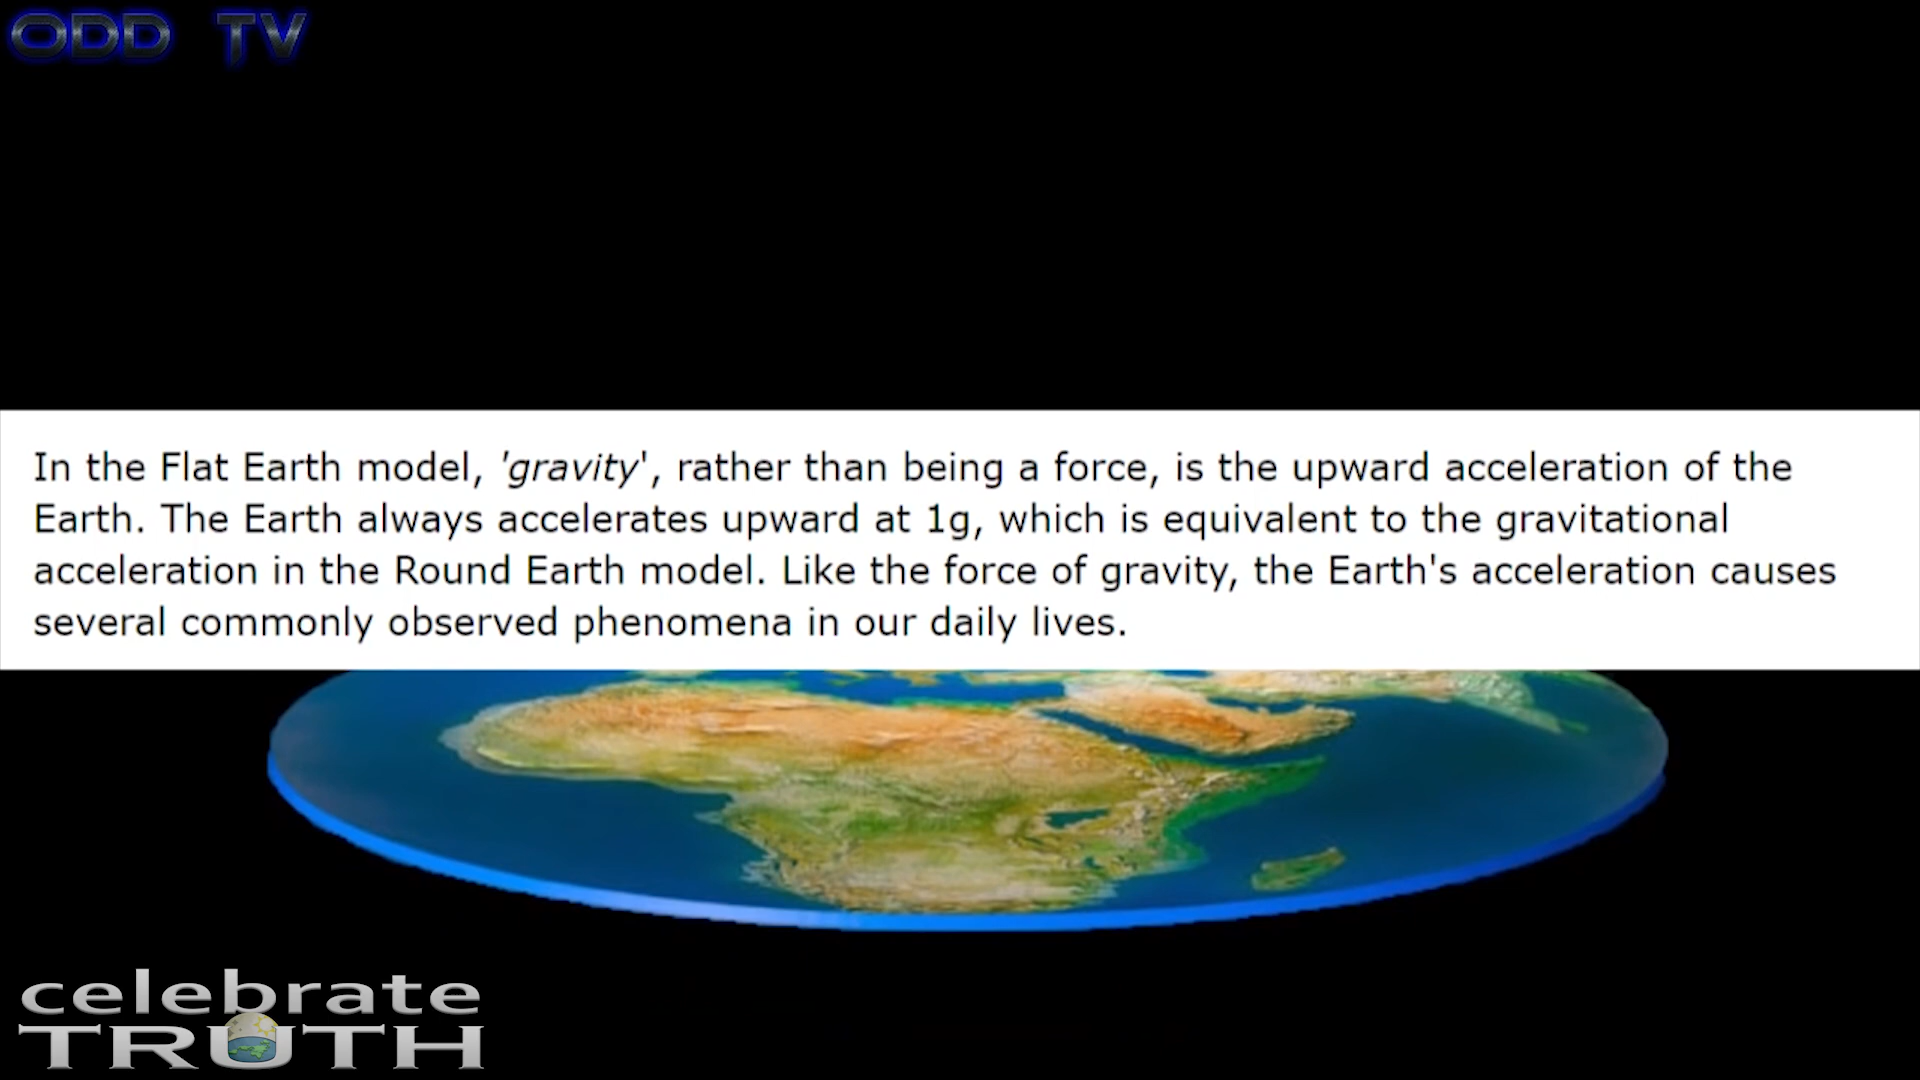 ODD TV
In the Flat Earth model, 'gravity', rather than being a force, is the upward acceleration of the
Earth. The Earth always accelerates upward at 1g, which is equivalent to the gravitational
acceleration in the Round Earth model. Like the force of gravity, the Earth's acceleration causes
several commonly observed phenomena in our daily lives.
celebrate
TRUTH